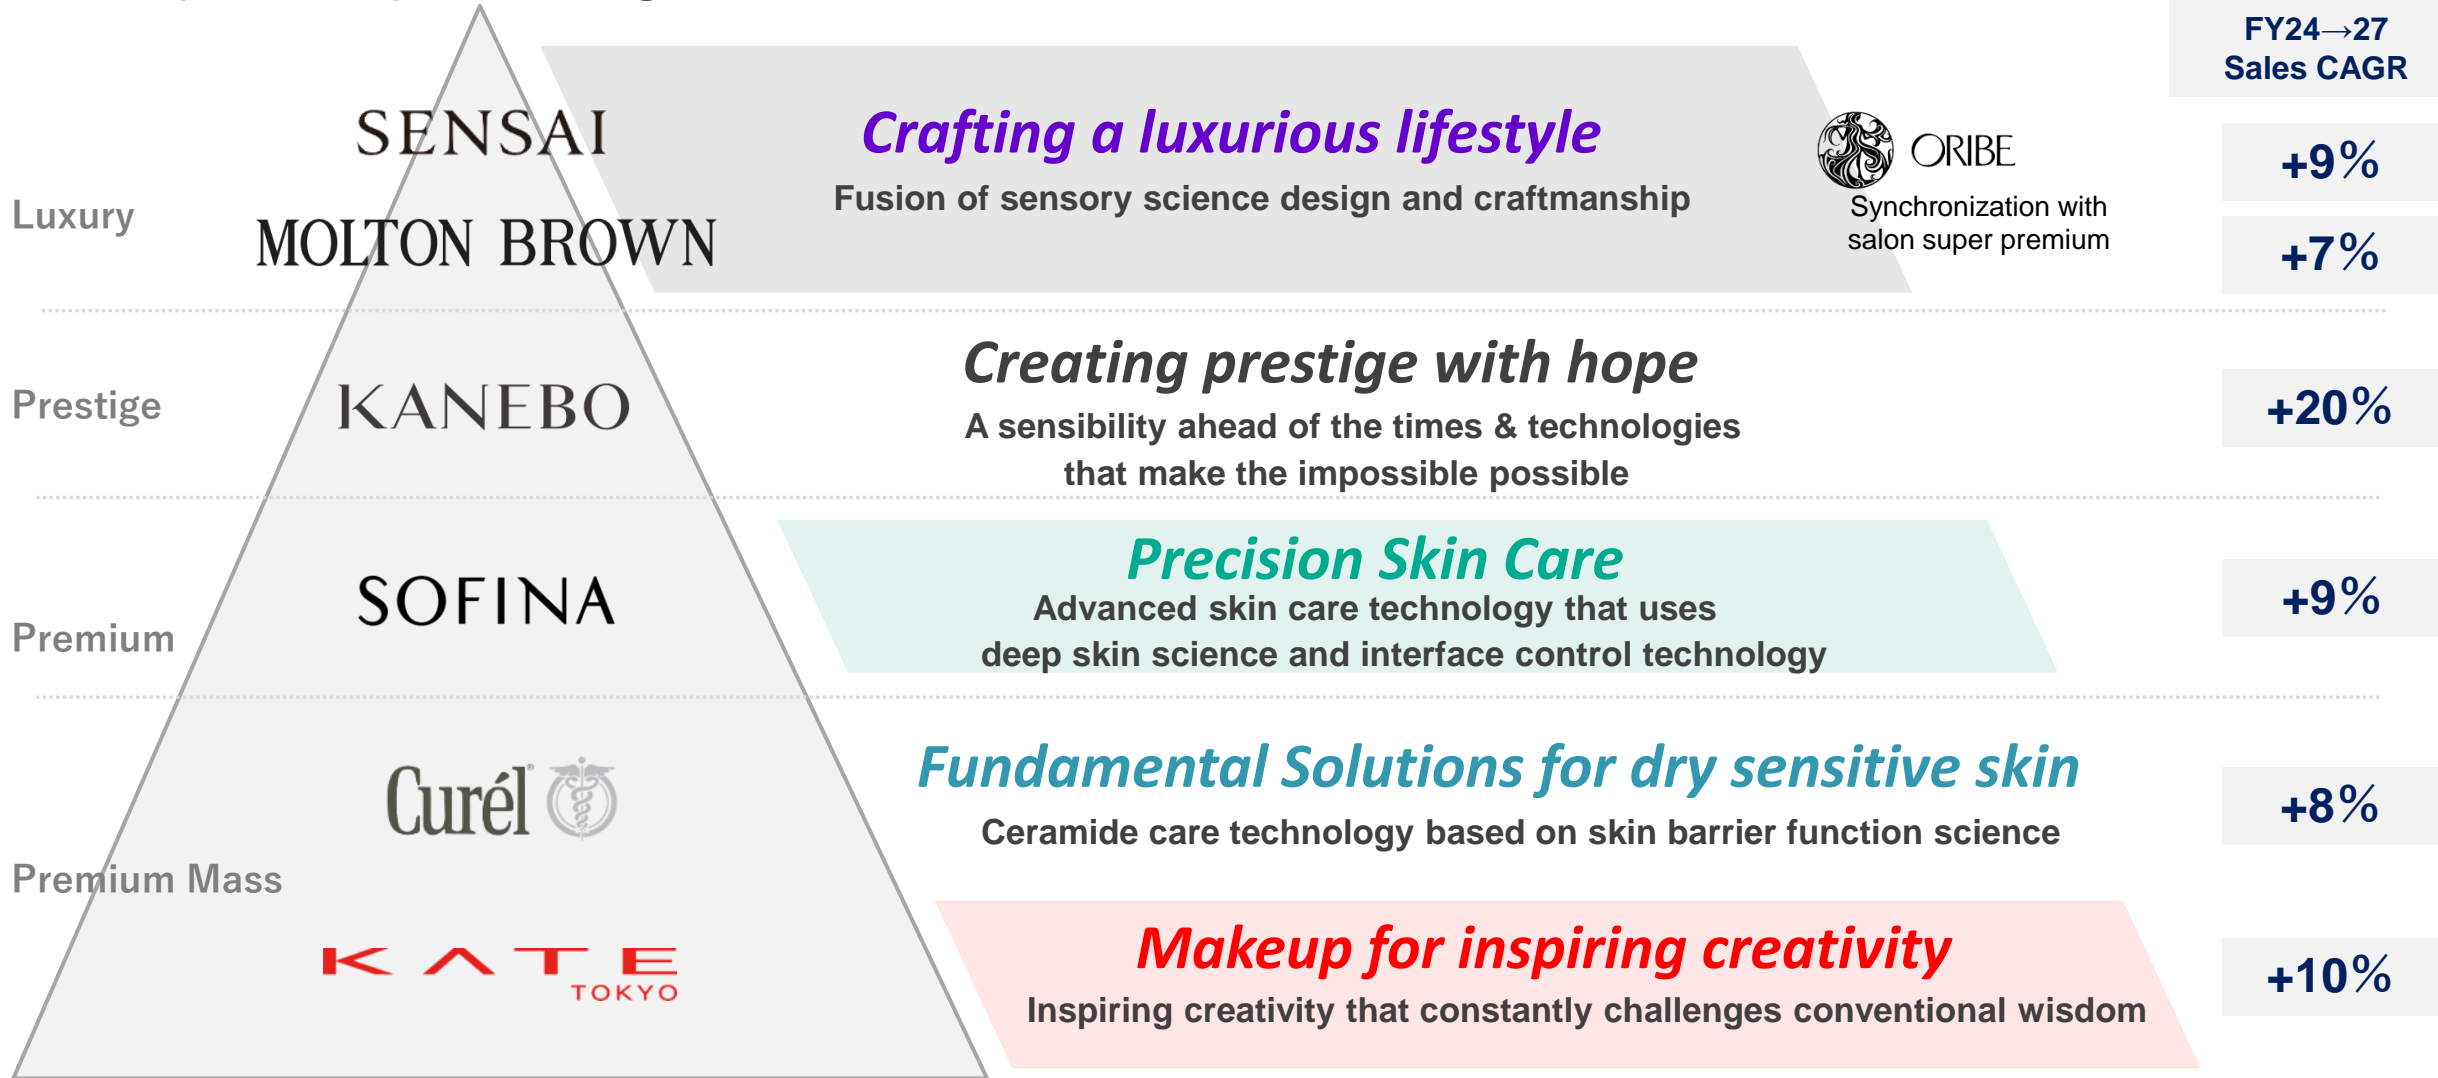 FY24→27
Sales CAGR
Luxury
SENSAI
MOLTON BROWN
Crafting a luxurious lifestyle
Fusion of sensory science design and craftmanship
ORIBE
Synchronization with
salon super premium
+9%
+7%
Prestige
KANEBO
Creating prestige with hope
A sensibility ahead of the times & technologies
that make the impossible possible
+20%
Premium
SOFINA
Precision Skin Care
Advanced skin care technology that uses
deep skin science and interface control technology
+9%
Premium Mass
Curél®
Fundamental Solutions for dry sensitive skin
Ceramide care technology based on skin barrier function science
+8%
KATE
TOKYO
Makeup for inspiring creativity
Inspiring creativity that constantly challenges conventional wisdom
+10%